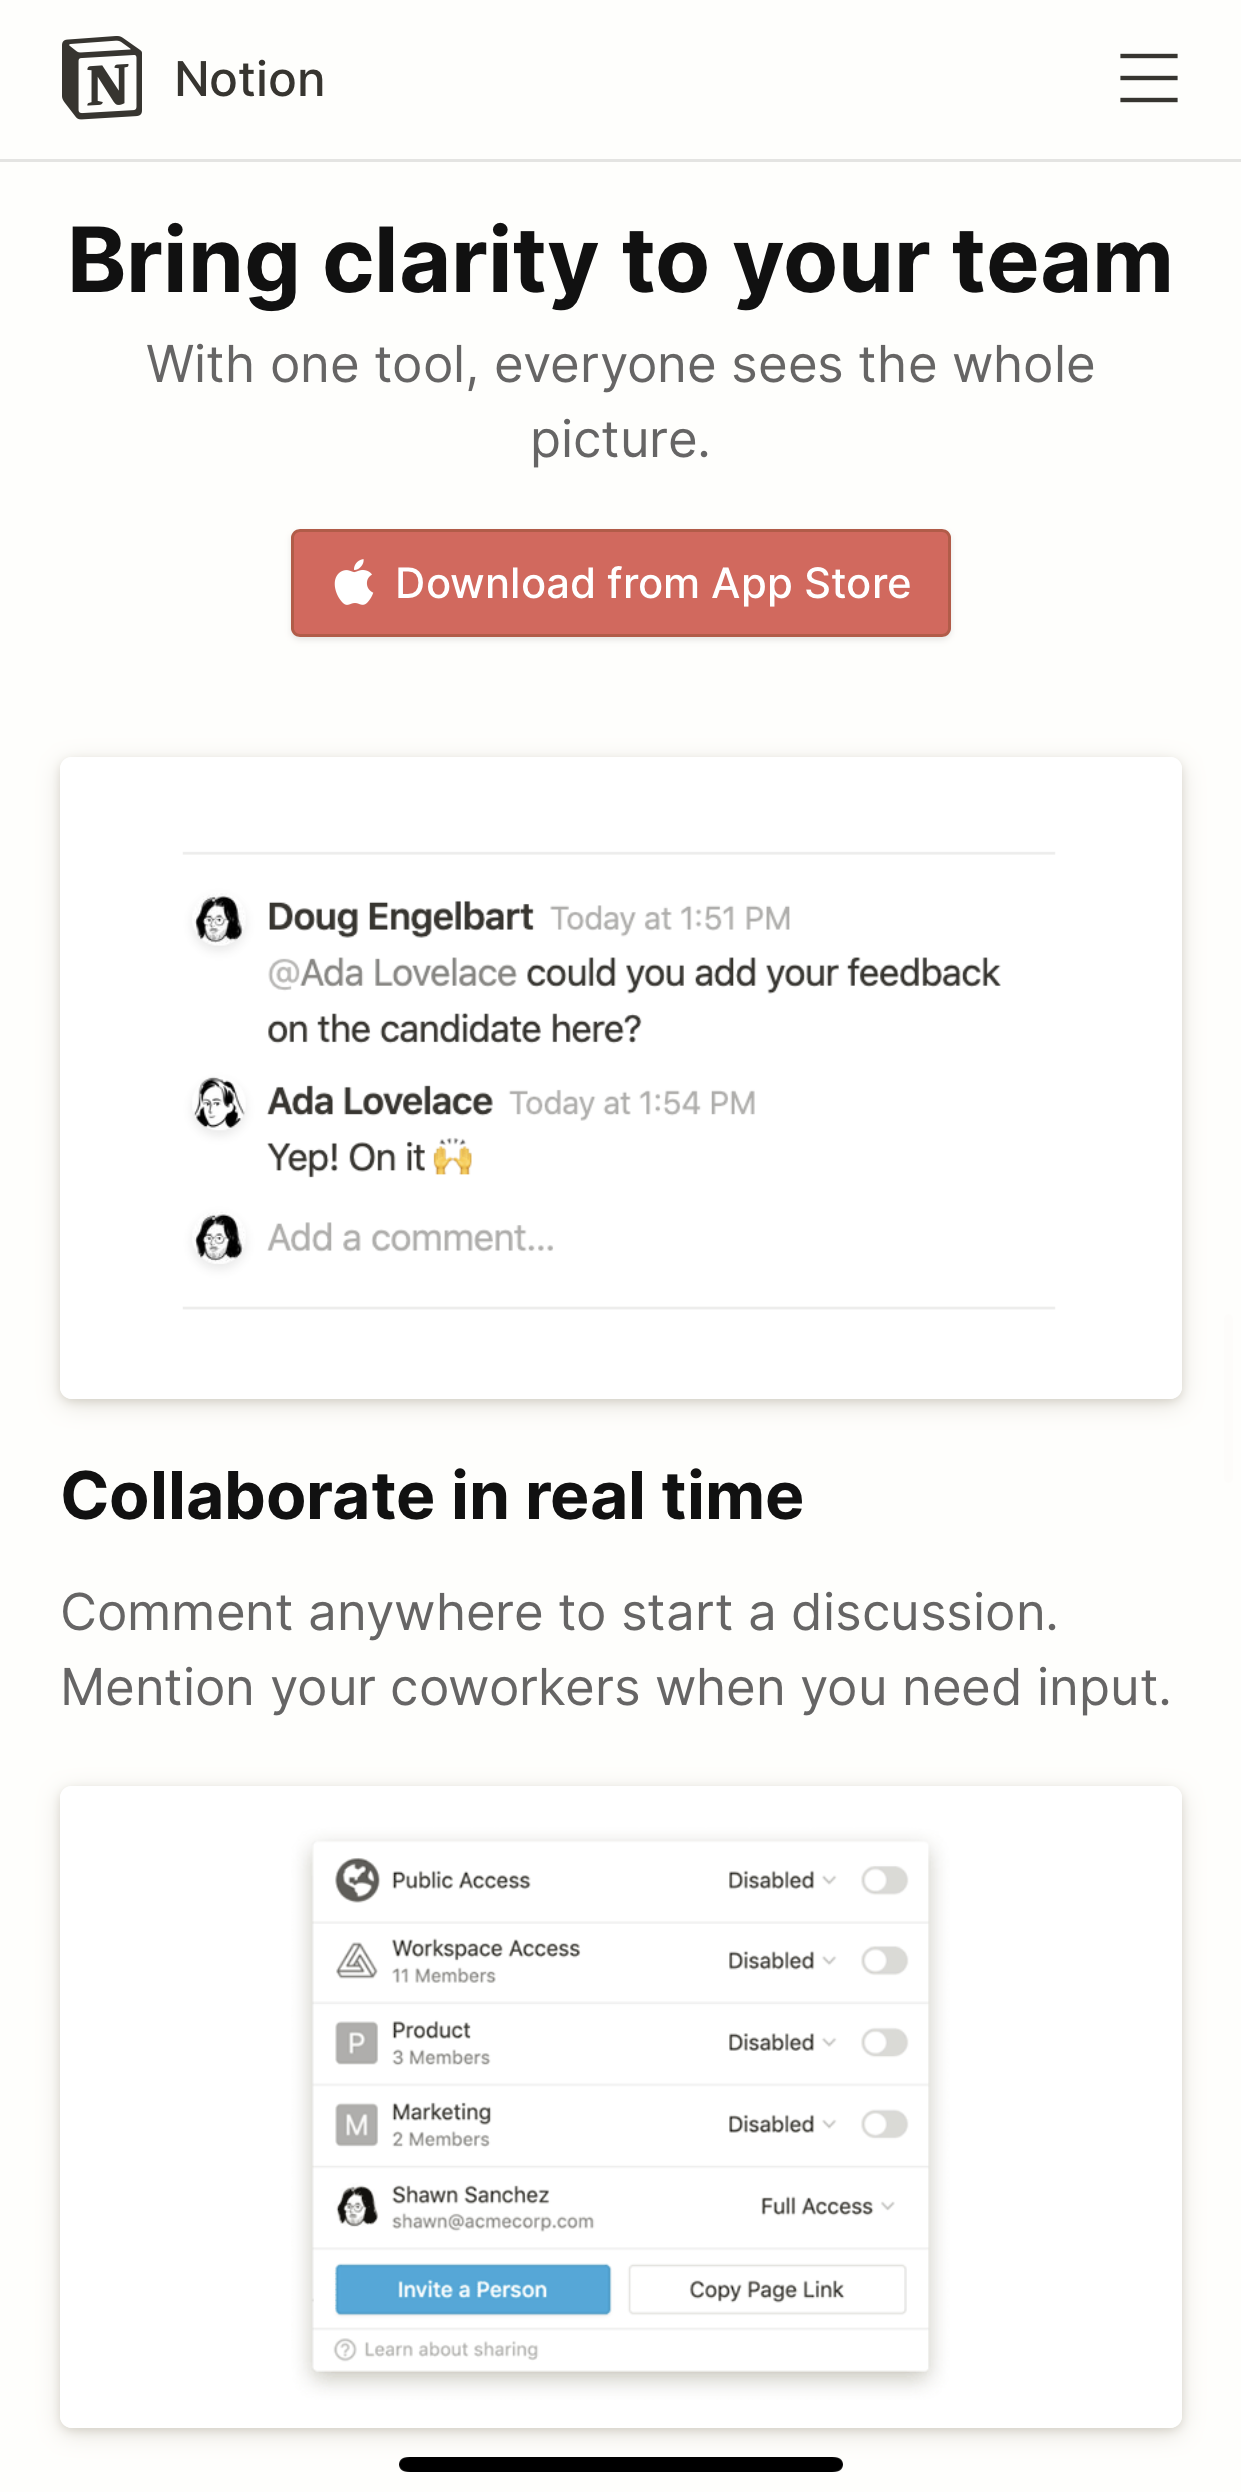 Notion
Bring clarity to your team
With one tool, everyone sees the whole
picture.
Download from App Store
Doug Engelbart Today at 1:51 PM
@Ada Lovelace could you add your feedback
on the candidate here?
Ada Lovelace Today at 1:54 PM
Yep! On it 🙌
Add a comment...
Collaborate in real time
Comment anywhere to start a discussion.
Mention your coworkers when you need input.
Public Access Disabled
Workspace Access Disabled
11 Members
P Product Disabled
3 Members
M Marketing Disabled
2 Members
Shawn Sanchez Full Access
shawn@acmecorp.com
Invite a Person Copy Page Link
? Learn about sharing